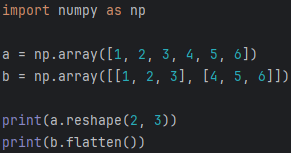 import numpy as np
a = np.array([1, 2, 3, 4, 5, 6])
b = np.array([[1, 2, 3], [4, 5, 6]])
print(a.reshape(2, 3))
print(b.flatten())